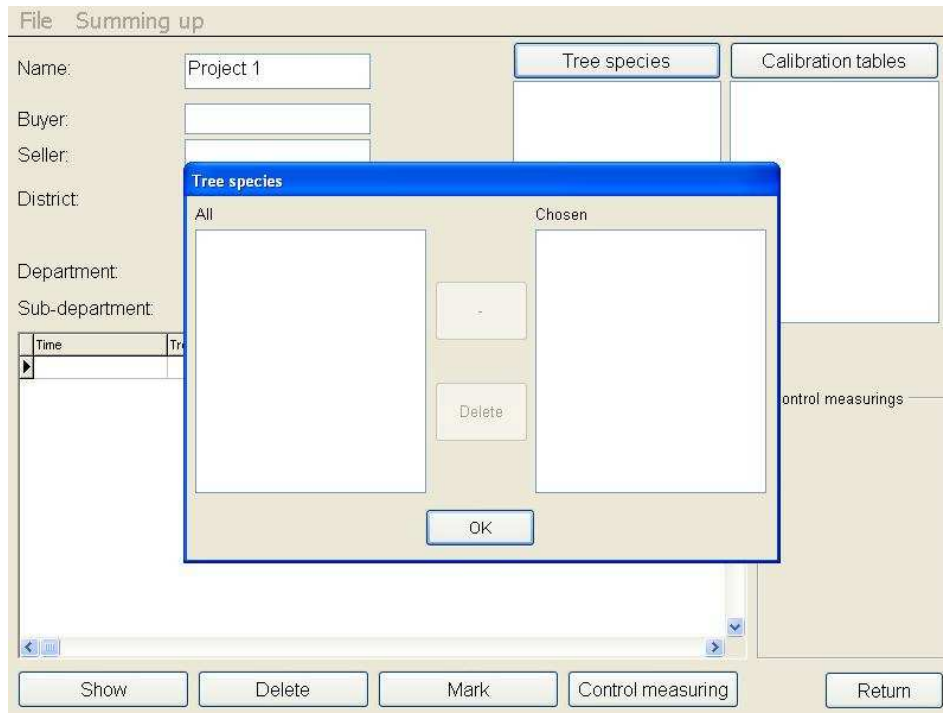 File Summing up
Name: Project 1 Tree species Calibration tables
Buyer:
Seller:
District:
Department:
Sub-department:
Tree species
All Chosen
-
Delete
OK
Time
ontrol measurings
Show Delete Mark Control measuring Return